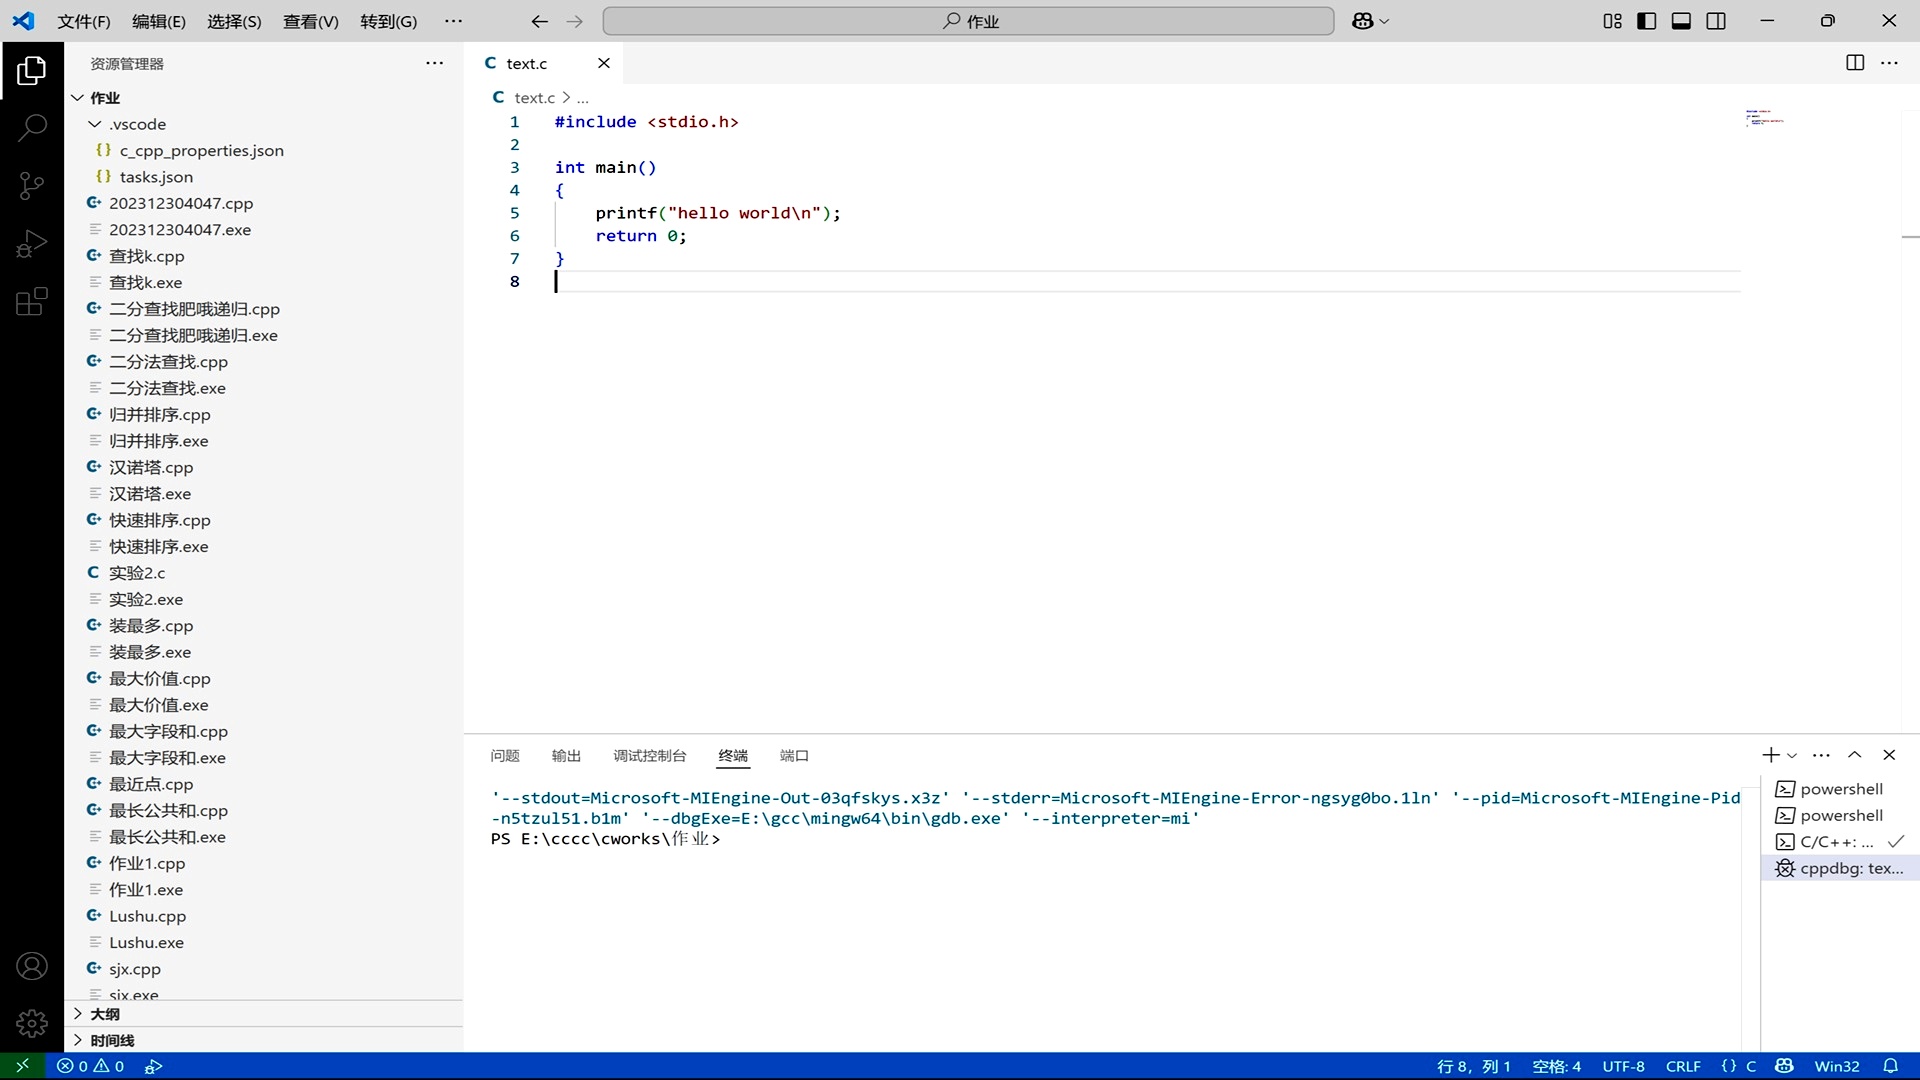 文件(F) 编辑(E) 选择(S) 查看(V) 转到(G) ··· 作业
资源管理器 ···
作业
.vscode
{} c_cpp_properties.json
{} tasks.json
202312304047.cpp
202312304047.exe
查找k.cpp
查找k.exe
二分查找肥哦递归.cpp
二分查找肥哦递归.exe
二分法查找.cpp
二分法查找.exe
归并排序.cpp
归并排序.exe
汉诺塔.cpp
汉诺塔.exe
快速排序.cpp
快速排序.exe
C 实验2.c
实验2.exe
装最多.cpp
装最多.exe
最大价值.cpp
最大价值.exe
最大字段和.cpp
最大字段和.exe
最近点.cpp
最长公共和.cpp
最长公共和.exe
作业1.cpp
作业1.exe
Lushu.cpp
Lushu.exe
sjx.cpp
sjx.exe
大纲
时间线
C text.c
C text.c > ...
1 #include <stdio.h>
2
3 int main()
4 {
5     printf("hello world\n");
6     return 0;
7 }
8
问题 输出 调试控制台 终端 端口
'--stdout=Microsoft-MIEngine-Out-03qfskys.x3z' '--stderr=Microsoft-MIEngine-Error-ngsyg0bo.1ln' '--pid=Microsoft-MIEngine-Pid
-n5tzul51.b1m' '--dbgExe=E:\gcc\mingw64\bin\gdb.exe' '--interpreter=mi'
PS E:\cccc\cworks\作业>
powershell
powershell
C/C++: ...
cppdbg: tex...
0 0 行 8，列 1 空格: 4 UTF-8 CRLF {} C Win32